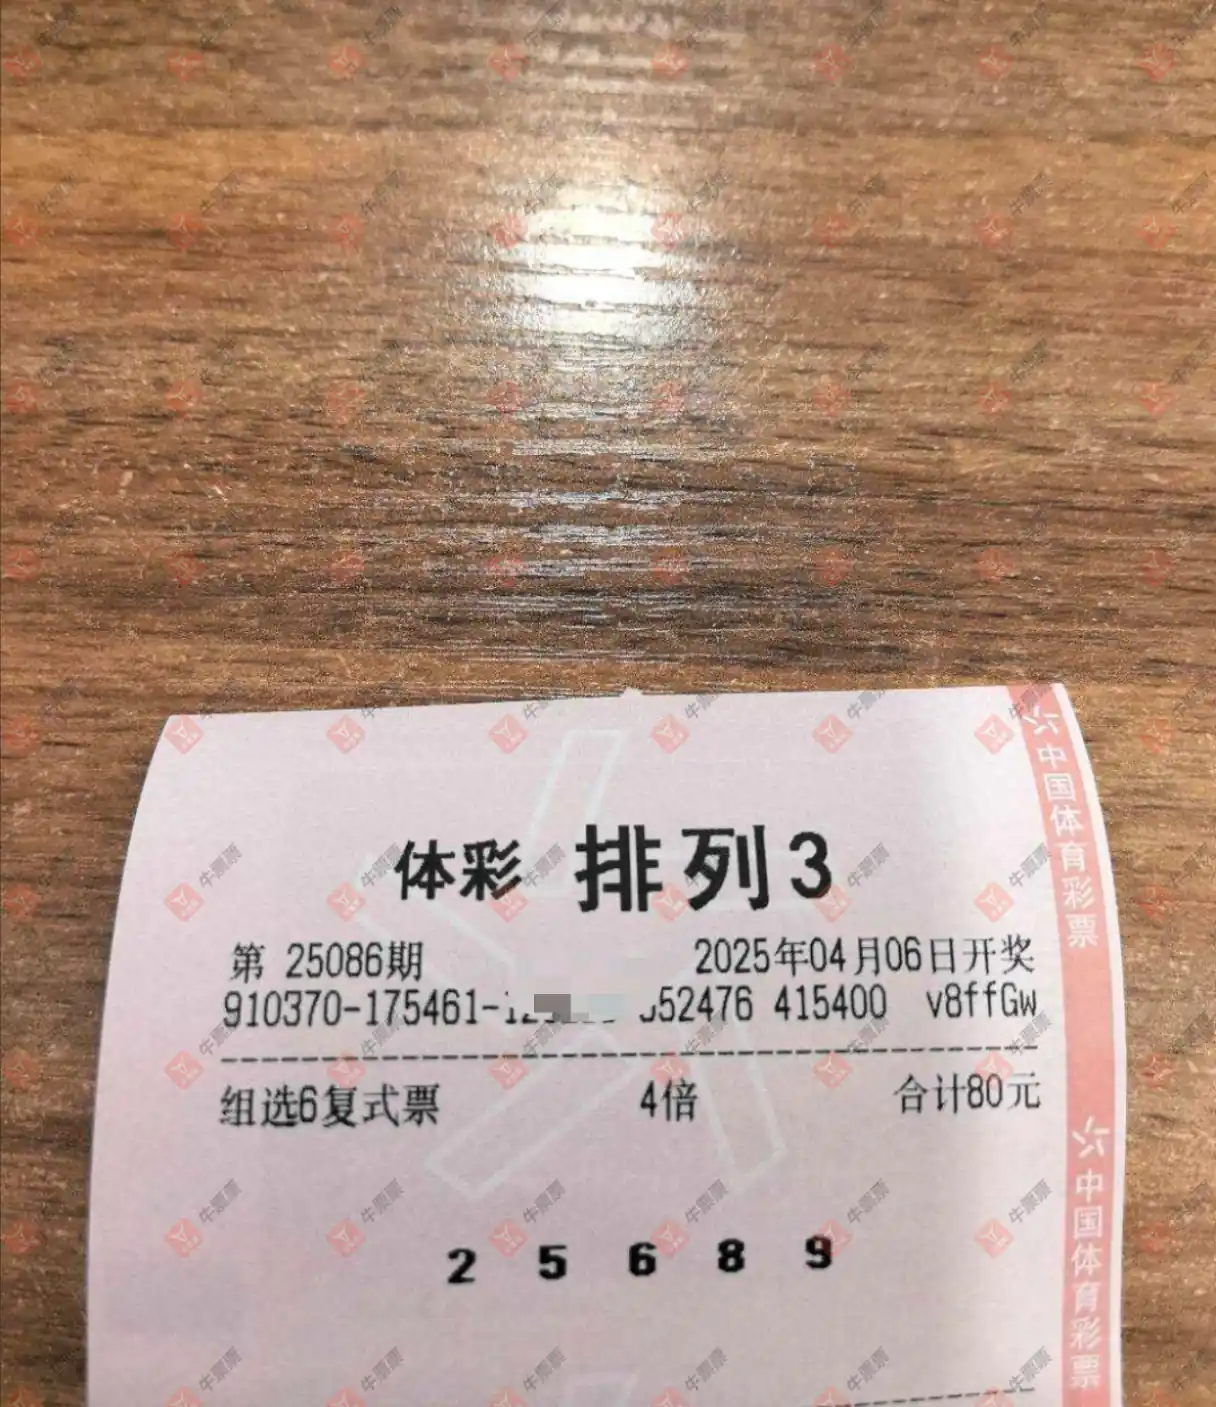 体彩 排列3
第 25086期 2025年04月06日开奖
910370-175461- 52476 415400 v8ffGw
组选6复式票 4倍 合计80元
2 5 6 8 9
中国体育彩票
中国体育彩票
牛票票